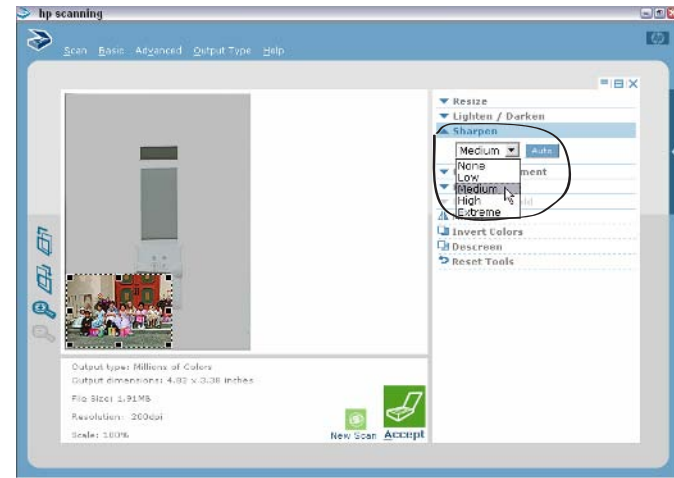 hp scanning
Scan Basic Advanced Output Type Help
hp
Resize
Lighten / Darken
Sharpen
Medium Auto
None
ment
Low
Medium
High
Extreme
Invert Colors
Descreen
Reset Tools
Output type: Millions of Colors
Output dimensions: 4.82 x 3.38 inches
File Size: 1.91MB
Resolution: 200dpi
Scale: 100%
New Scan Accept